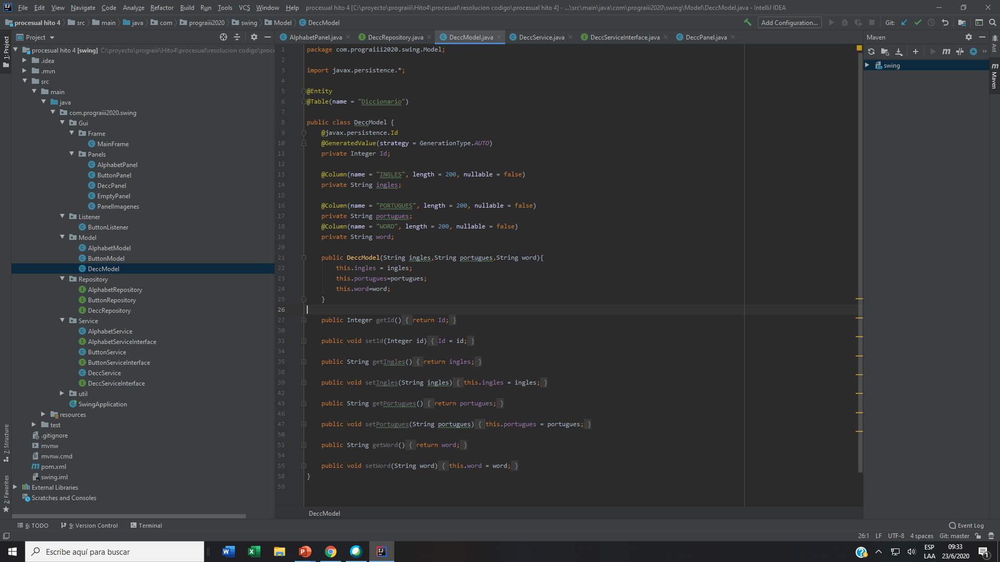 File Edit View Navigate Code Analyze Refactor Build Run Tools VCS Window Help procesual hito 4 [C:\proyecto\prograiii\Hito4\procesual\resolucion codigo\procesual hito 4] - ...\src\main\java\com\prograiii2020\swing\Model\DeccModel.java - IntelliJ IDEA
procesual hito 4 src main java com prograiii2020 swing Model DeccModel Add Configuration... Git:
Project AlphabetPanel.java DeccRepository.java DeccModel.java DeccService.java DeccServiceInterface.java DeccPanel.java Maven
procesual hito 4 [swing] C:\proyecto\prograiii\Hito4\procesual\resolucion codigo\proce
.idea
.mvn
src
main
java
com.prograiii2020.swing
Gui
Frame
MainFrame
Panels
AlphabetPanel
ButtonPanel
DeccPanel
EmptyPanel
PanelImagenes
Listener
ButtonListener
Model
AlphabetModel
ButtonModel
DeccModel
Repository
AlphabetRepository
ButtonRepository
DeccRepository
Service
AlphabetService
AlphabetServiceInterface
ButtonService
ButtonServiceInterface
DeccService
DeccServiceInterface
util
SwingApplication
resources
test
.gitignore
mvnw
mvnw.cmd
pom.xml
swing.iml
External Libraries
Scratches and Consoles
1: Project
7: Structure
2: Favorites
1 package com.prograiii2020.swing.Model;
2
3 import javax.persistence.*;
4
5 @Entity
6 @Table(name = "Diccionario")
7
8 public class DeccModel {
9 @javax.persistence.Id
10 @GeneratedValue(strategy = GenerationType.AUTO)
11 private Integer Id;
12
13 @Column(name = "INGLES", length = 200, nullable = false)
14 private String ingles;
15
16 @Column(name = "PORTUGUES", length = 200, nullable = false)
17 private String portugues;
18 @Column(name = "WORD", length = 200, nullable = false)
19 private String word;
20
21 public DeccModel(String ingles,String portugues,String word){
22 this.ingles = ingles;
23 this.portugues=portugues;
24 this.word=word;
25 }
26
27 public Integer getId() { return Id; }
30
31 public void setId(Integer id) { Id = id; }
34
35 public String getIngles() { return ingles; }
38
39 public void setIngles(String ingles) { this.ingles = ingles; }
42
43 public String getPortugues() { return portugues; }
46
47 public void setPortugues(String portugues) { this.portugues = portugues; }
50
51 public String getWord() { return word; }
54
55 public void setWord(String word) { this.word = word; }
58 }
59
DeccModel
swing
Ant
Maven
6: TODO 9: Version Control Terminal Event Log
26:1 LF UTF-8 4 spaces Git: master
Escribe aquí para buscar
ESP
LAA
09:33
23/6/2020
1